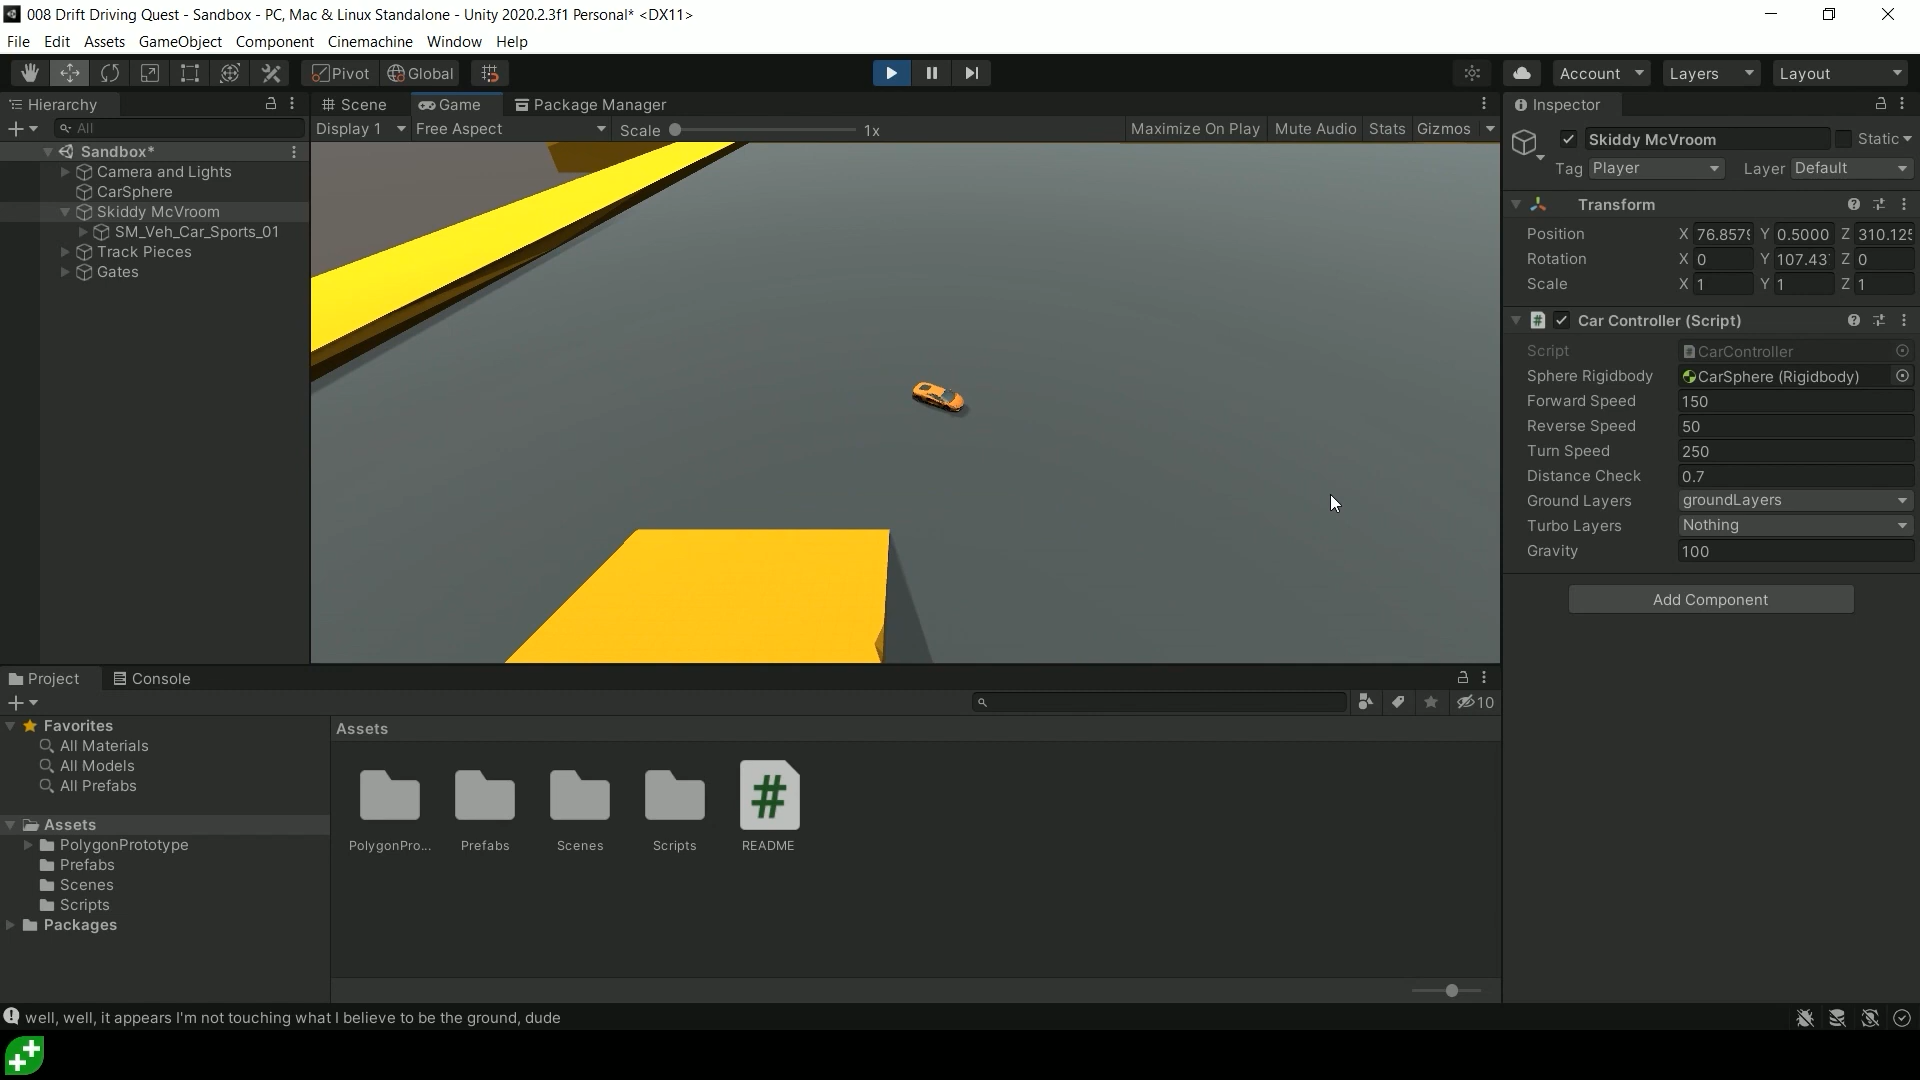 008 Drift Driving Quest - Sandbox - PC, Mac & Linux Standalone - Unity 2020.2.3f1 Personal* <DX11>
File Edit Assets GameObject Component Cinemachine Window Help
Pivot Global Account Layers Layout
Hierarchy
All
Sandbox*
Camera and Lights
CarSphere
Skiddy McVroom
SM_Veh_Car_Sports_01
Track Pieces
Gates
Scene Game Package Manager
Display 1 Free Aspect Scale 1x Maximize On Play Mute Audio Stats Gizmos
Inspector
Skiddy McVroom Static
Tag Player Layer Default
Transform
Position X 76.857 Y 0.5000 Z 310.12
Rotation X 0 Y 107.43 Z 0
Scale X 1 Y 1 Z 1
# Car Controller (Script)
Script CarController
Sphere Rigidbody CarSphere (Rigidbody)
Forward Speed 150
Reverse Speed 50
Turn Speed 250
Distance Check 0.7
Ground Layers groundLayers
Turbo Layers Nothing
Gravity 100
Add Component
Project Console
10
Favorites
All Materials
All Models
All Prefabs
Assets
PolygonPrototype
Prefabs
Scenes
Scripts
Packages
Assets
#
PolygonPro... Prefabs Scenes Scripts README
well, well, it appears I'm not touching what I believe to be the ground, dude